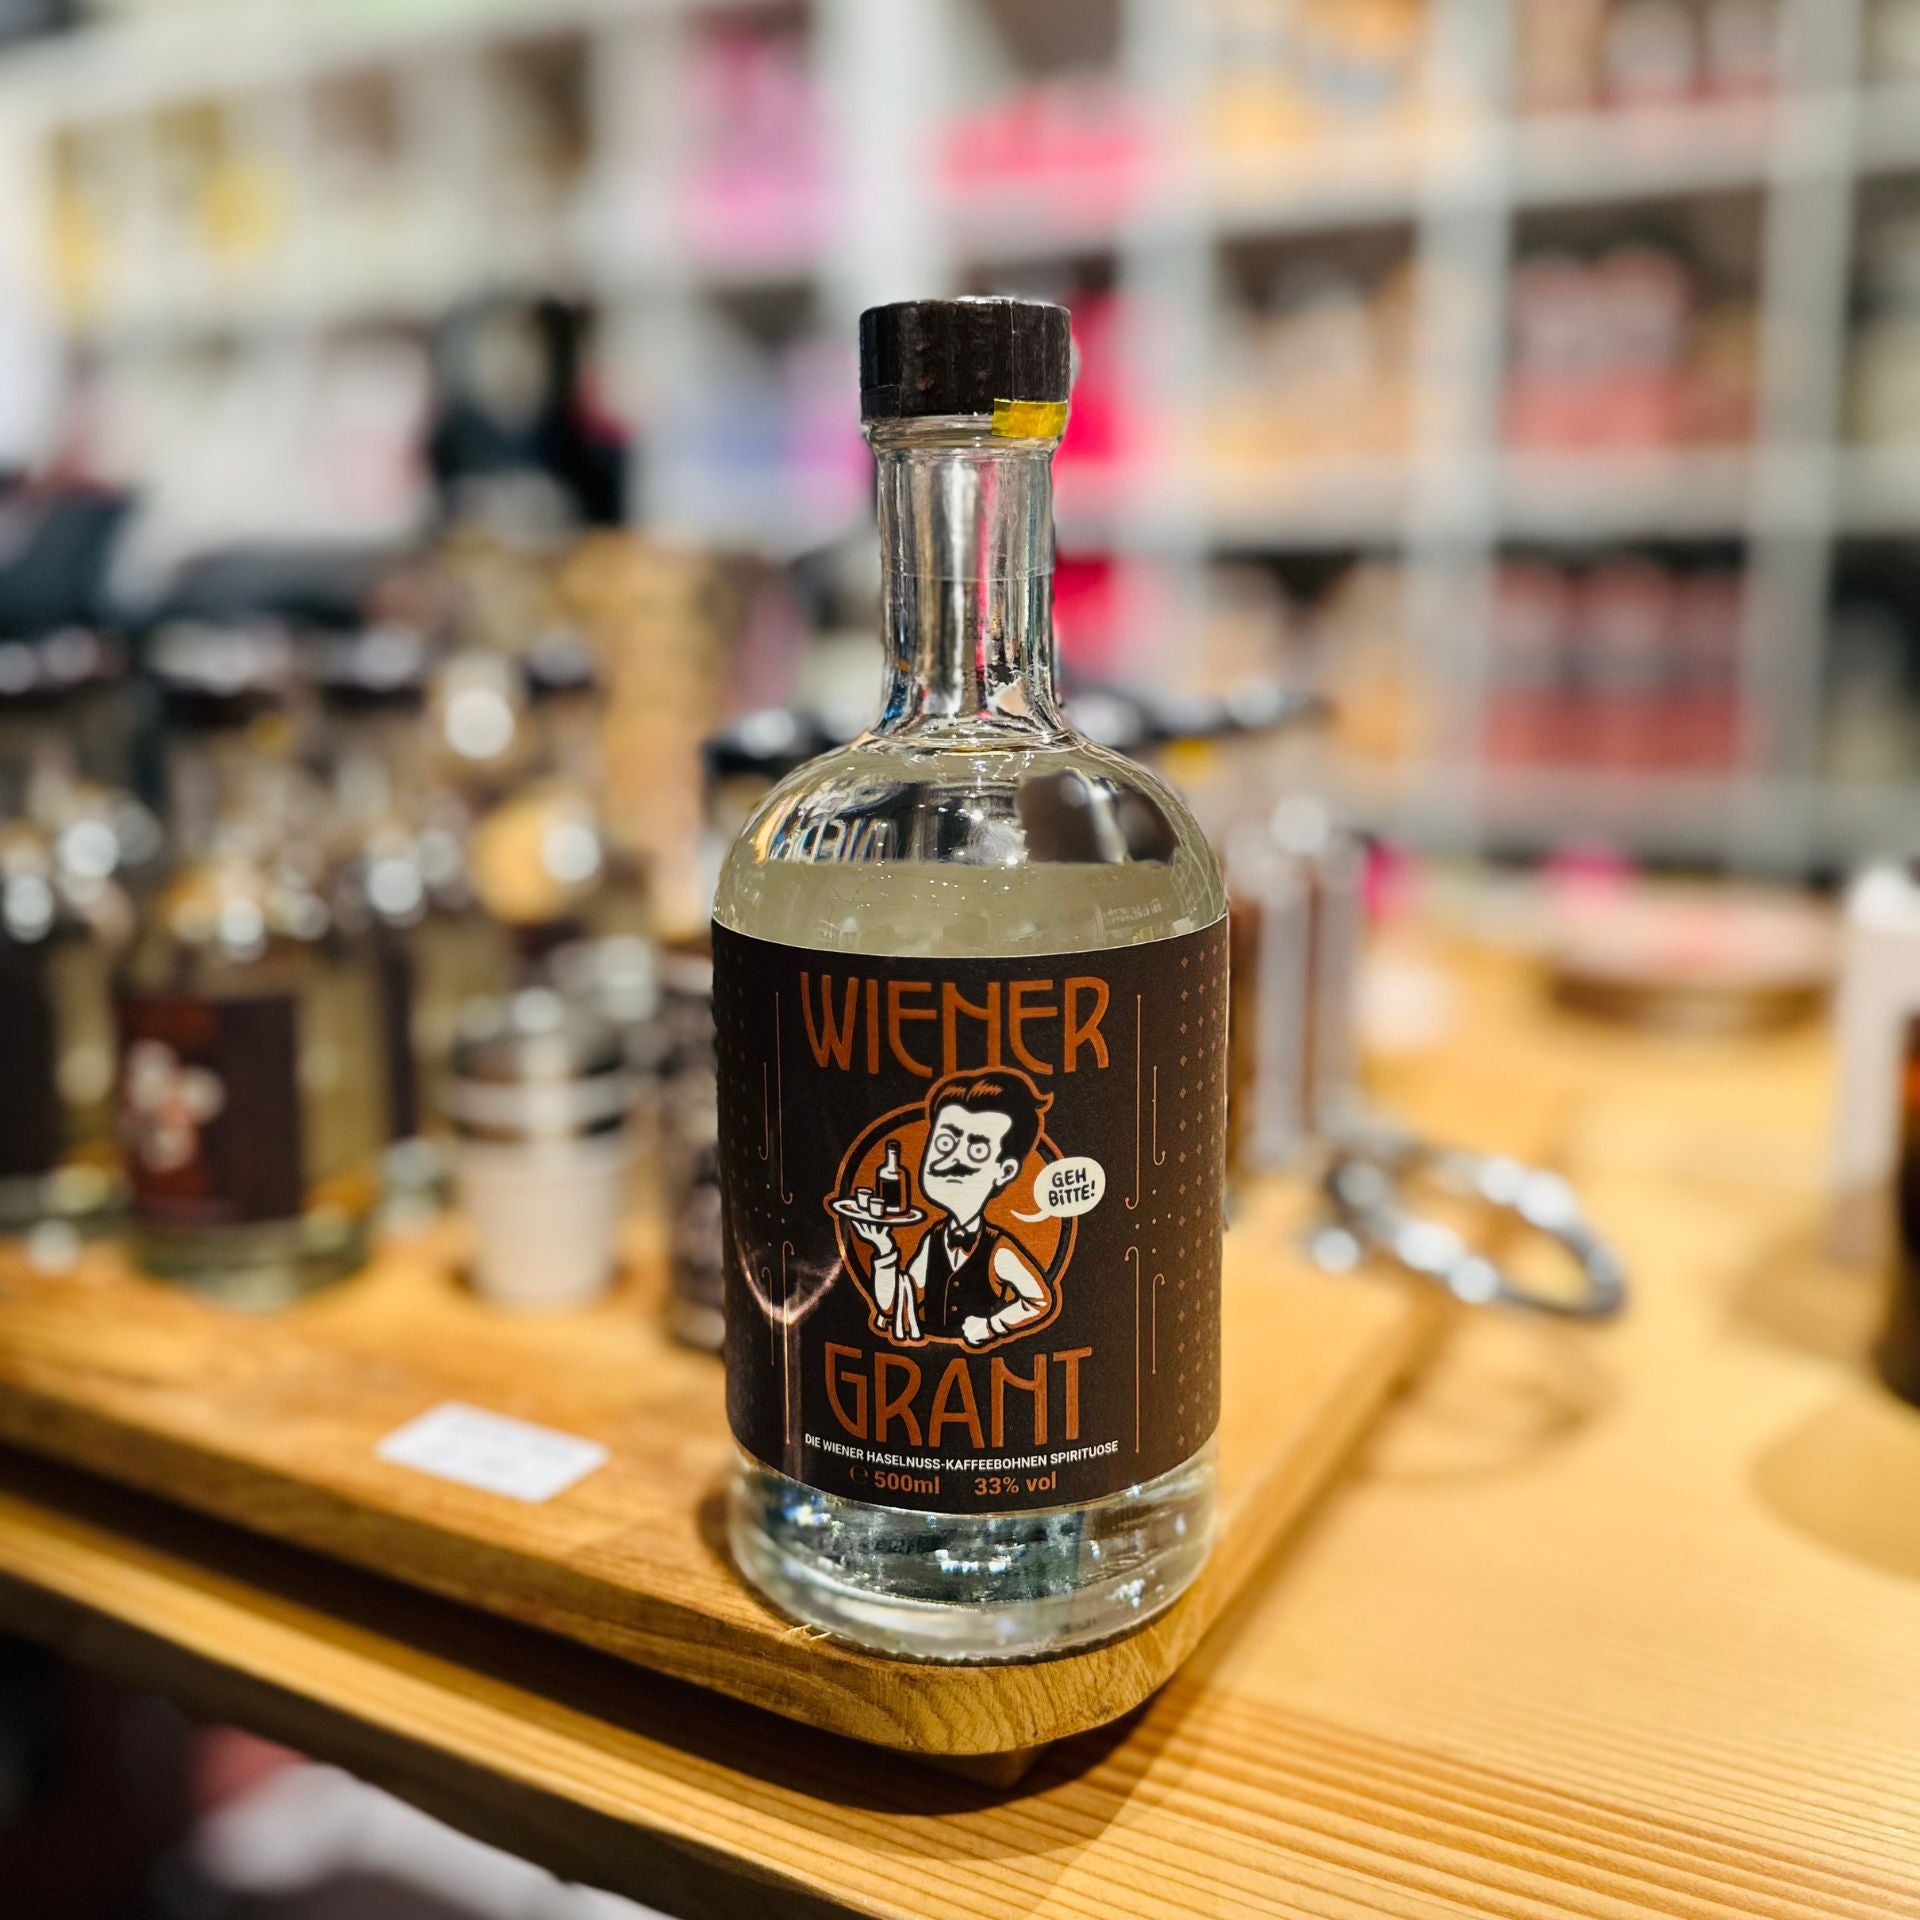 WIENER
GEH
BiTTE!
GRANT
DIE WIENER HASELNUSS-KAFFEEBOHNEN SPIRITUOSE
℮ 500ml 33% vol